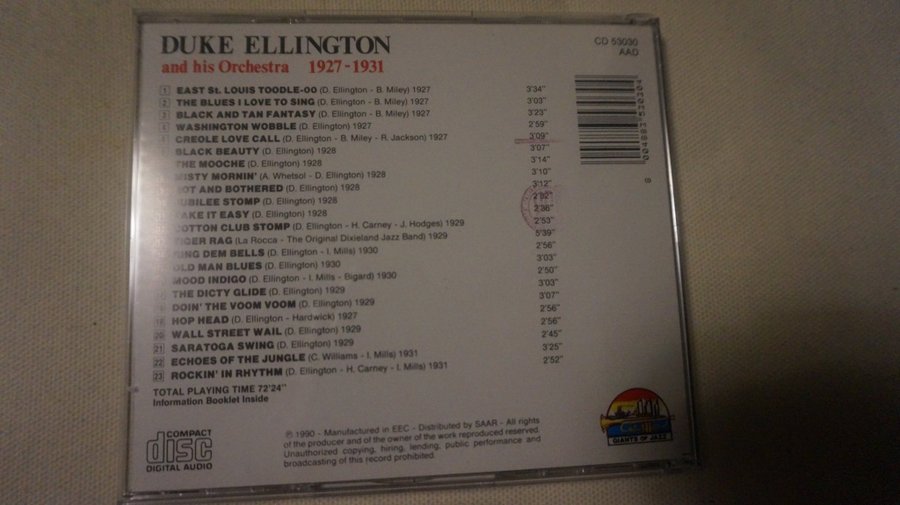 DUKE ELLINGTON
CD 53030
AAD
and his Orchestra 1927-1931
1 EAST St. LOUIS TOODLE-OO (D. Ellington - B. Miley) 1927 3'34"
2 THE BLUES I LOVE TO SING (D. Ellington - B. Miley) 1927 3'03"
3 BLACK AND TAN FANTASY (D. Ellington - B. Miley) 1927 3'23"
4 WASHINGTON WOBBLE (D. Ellington) 1927 2'59"
CREOLE LOVE CALL (D. Ellington - B. Miley - R. Jackson) 1927 3'09"
BLACK BEAUTY (D. Ellington) 1928 3'07"
THE MOOCHE (D. Ellington) 1928 3'14"
MISTY MORNIN' (A. Whetsol - D. Ellington) 1928 3'10"
HOT AND BOTHERED (D. Ellington) 1928 3'12"
JUBILEE STOMP (D. Ellington) 1928
TAKE IT EASY (D. Ellington) 1928 2'36"
COTTON CLUB STOMP (D. Ellington - H. Carney - J. Hodges) 1929 2'53"
TIGER RAG (La Rocca - The Original Dixieland Jazz Band) 1929 5'39"
RING DEM BELLS (D. Ellington - I. Mills) 1930 2'56"
OLD MAN BLUES (D. Ellington) 1930 3'03"
MOOD INDIGO (D. Ellington - I. Mills - Bigard) 1930 2'50"
THE DICTY GLIDE (D. Ellington) 1929 3'03"
DOIN' THE VOOM VOOM (D. Ellington) 1929 3'07"
HOP HEAD (D. Ellington - Hardwick) 1927 2'56"
20 WALL STREET WAIL (D. Ellington) 1929 2'56"
21 SARATOGA SWING (D. Ellington) 1929 2'45"
22 ECHOES OF THE JUNGLE (C. Williams - I. Mills) 1931 3'25"
23 ROCKIN' IN RHYTHM (D. Ellington - H. Carney - I. Mills) 1931 2'52"
TOTAL PLAYING TIME 72'24"
Information Booklet Inside
COMPACT
disc
DIGITAL AUDIO
℗ 1990 - Manufactured in EEC - Distributed by SAAR - All rights
of the producer and of the owner of the work reproduced reserved.
Unauthorized copying, hiring, lending, public performance and
broadcasting of this record prohibited.
GIANTS OF JAZZ